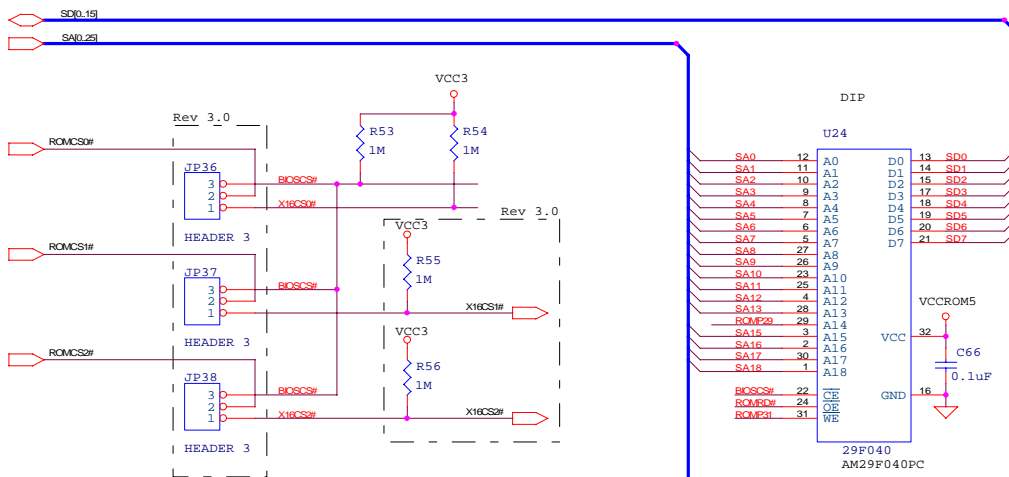 SD[0..15]
SA[0..25]
VCC3
DIP
Rev 3.0
R53
1M
R54
1M
U24
ROMCS0#
JP36
3
2
1
BIOSCS#
X16CS0#
HEADER 3
Rev 3.0
VCC3
R55
1M
ROMCS1#
JP37
3
2
1
BIOSCS#
X16CS1#
HEADER 3
VCC3
R56
1M
ROMCS2#
JP38
3
2
1
BIOSCS#
X16CS2#
X16CS2#
HEADER 3
SA0 12 A0 D0 13 SD0
SA1 11 A1 D1 14 SD1
SA2 10 A2 D2 15 SD2
SA3 9 A3 D3 17 SD3
SA4 8 A4 D4 18 SD4
SA5 7 A5 D5 19 SD5
SA6 6 A6 D6 20 SD6
SA7 5 A7 D7 21 SD7
SA8 27 A8
SA9 26 A9
SA10 23 A10
SA11 25 A11
SA12 4 A12
SA13 28 A13
ROMP29 29 A14
SA15 3 A15
SA16 2 A16
SA17 30 A17
SA18 1 A18
VCCROM5
VCC 32
C66
0.1uF
BIOSCS# 22 CE GND 16
ROMRD# 24 OE
ROMP31 31 WE
29F040
AM29F040PC